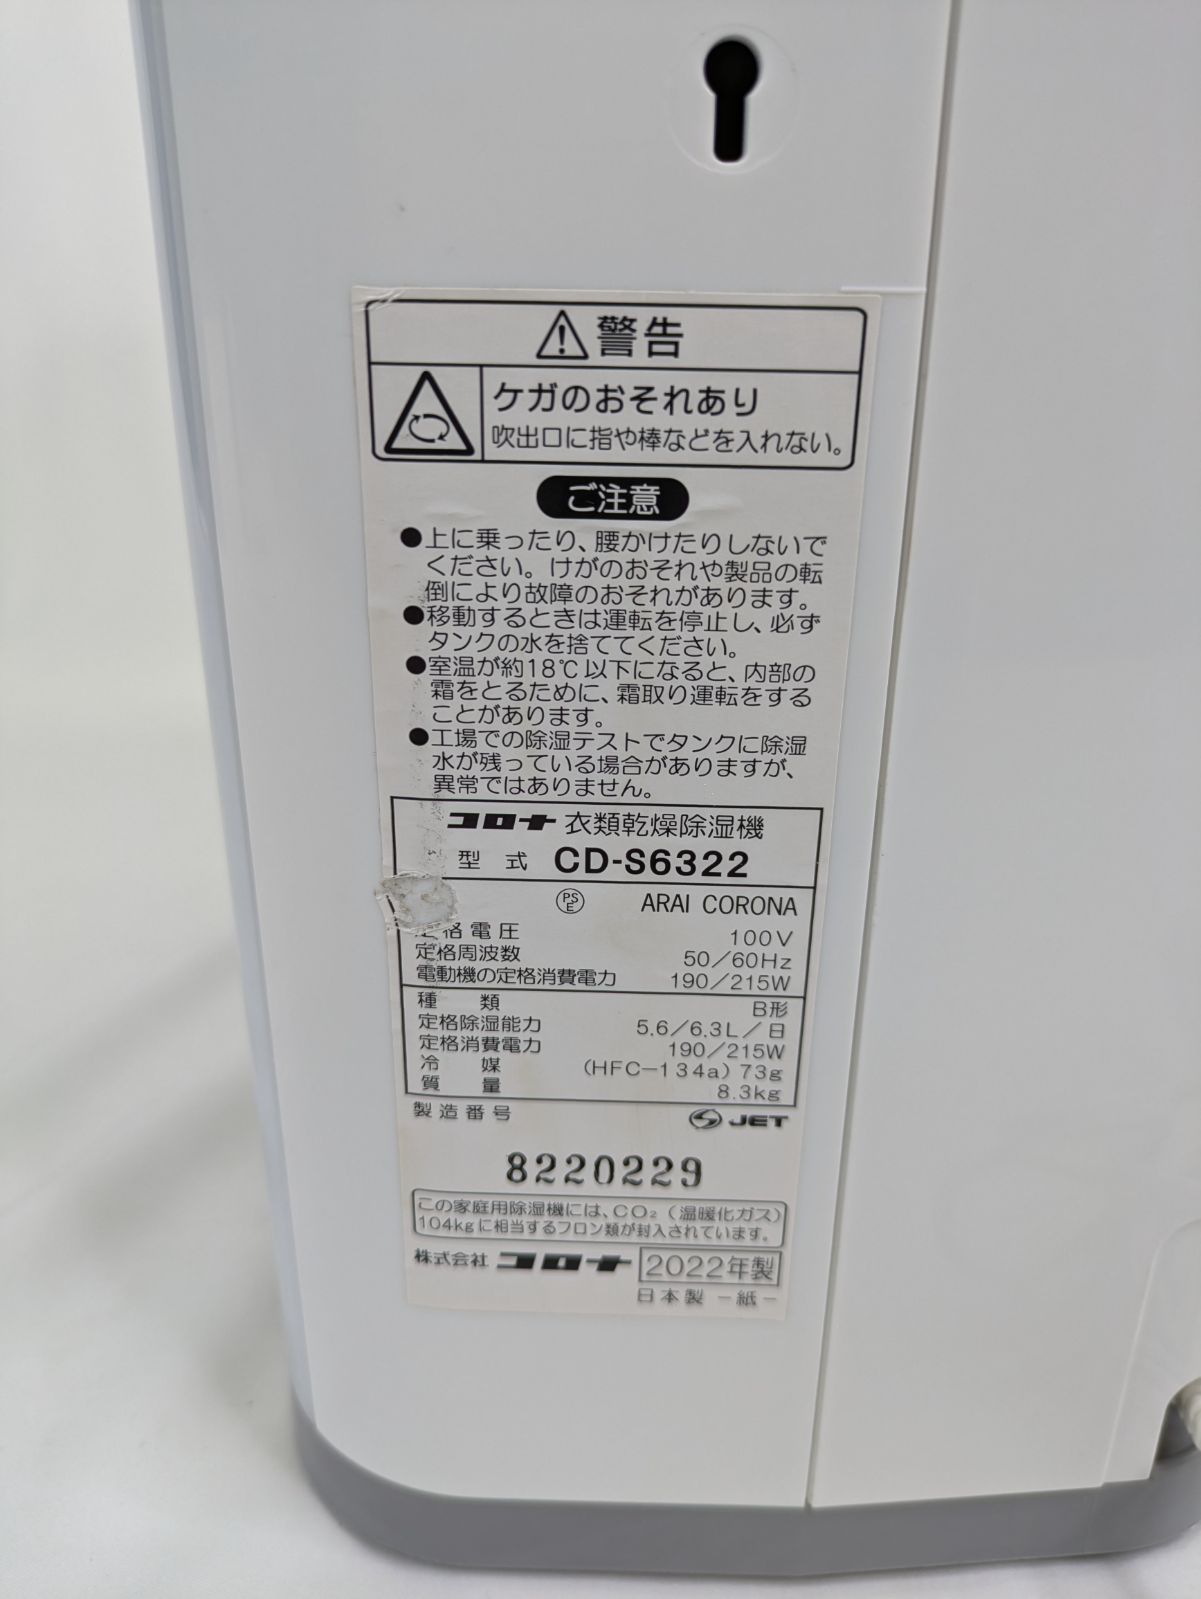 警告
ケガのおそれあり
吹出口に指や棒などを入れない。
ご注意
●上に乗ったり、腰かけたりしないで
ください。けがのおそれや製品の転
倒により故障のおそれがあります。
●移動するときは運転を停止し、必ず
タンクの水を捨ててください。
●室温が約18℃以下になると、内部の
霜をとるために、霜取り運転をする
ことがあります。
●工場での除湿テストでタンクに除湿
水が残っている場合がありますが、
異常ではありません。
コロナ 衣類乾燥除湿機
型式 CD-S6322
PSE ARAI CORONA
定格電圧 100V
定格周波数 50/60Hz
電動機の定格消費電力 190/215W
種類 B形
定格除湿能力 5.6/6.3L/日
定格消費電力 190/215W
冷媒 (HFC-134a) 73g
質量 8.3kg
製造番号 JET
8220229
この家庭用除湿機には、CO₂(温暖化ガス)
104kgに相当するフロン類が封入されています。
株式会社 コロナ 2022年製
日本製 -紙-